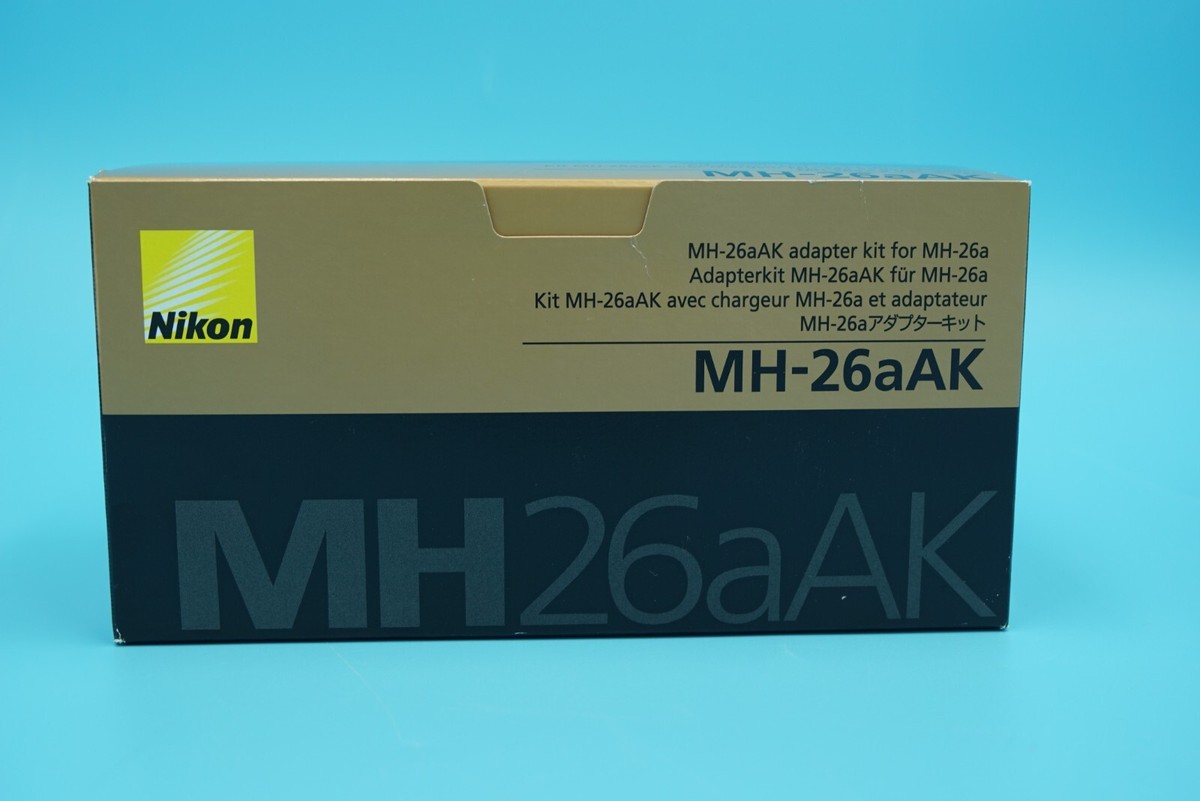 MH-26aAK
Nikon
MH-26aAK adapter kit for MH-26a
Adapterkit MH-26aAK für MH-26a
Kit MH-26aAK avec chargeur MH-26a et adaptateur
MH-26aアダプターキット
MH-26aAK
MH26aAK